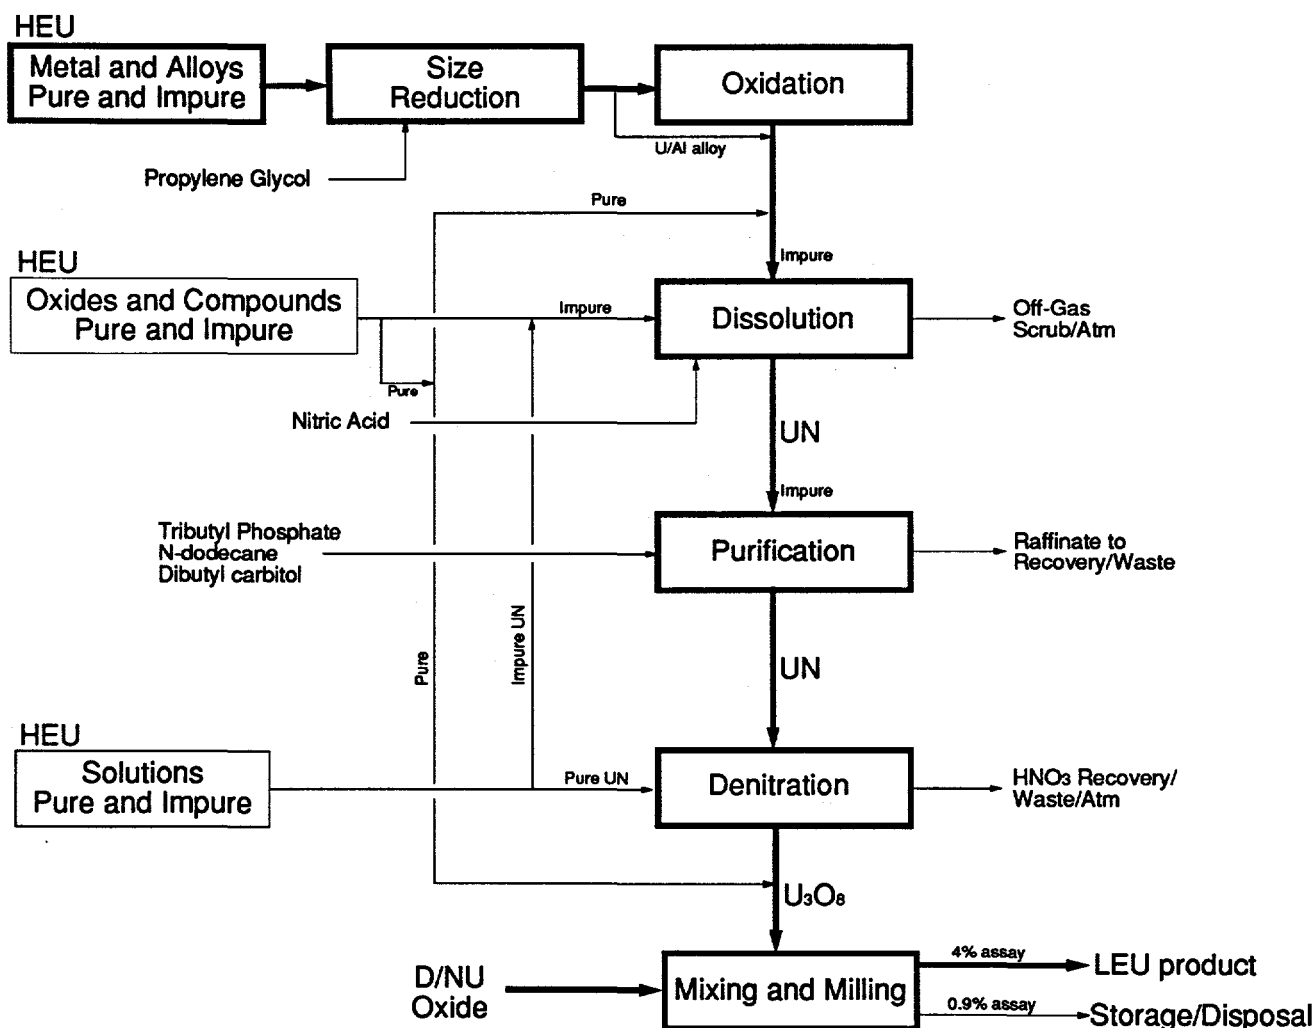 HEU
Metal and Alloys
Pure and Impure
Size
Reduction
Oxidation
U/Al alloy
Propylene Glycol
Pure
Impure
HEU
Oxides and Compounds
Pure and Impure
Impure
Dissolution
Off-Gas
Scrub/Atm
Pure
Nitric Acid
UN
Impure
Tributyl Phosphate
N-dodecane
Dibutyl carbitol
Purification
Raffinate to
Recovery/Waste
Pure
Impure UN
UN
HEU
Solutions
Pure and Impure
Pure UN
Denitration
HNO₃ Recovery/
Waste/Atm
U₃O₈
D/NU
Oxide
Mixing and Milling
4% assay
LEU product
0.9% assay
Storage/Disposal